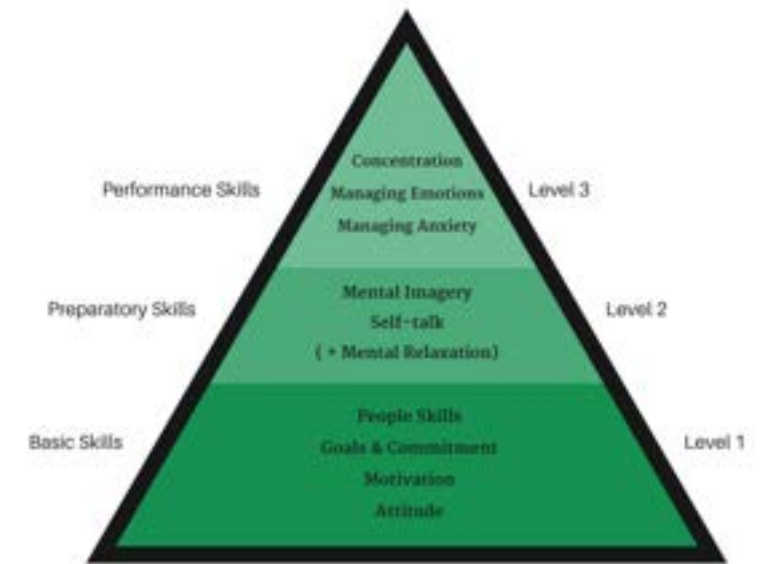 Concentration
Performance Skills
Managing Emotions
Level 3
Managing Anxiety
Mental Imagery
Preparatory Skills
Self-talk
Level 2
( + Mental Relaxation)
People Skills
Basic Skills
Goals & Commitment
Level 1
Motivation
Attitude